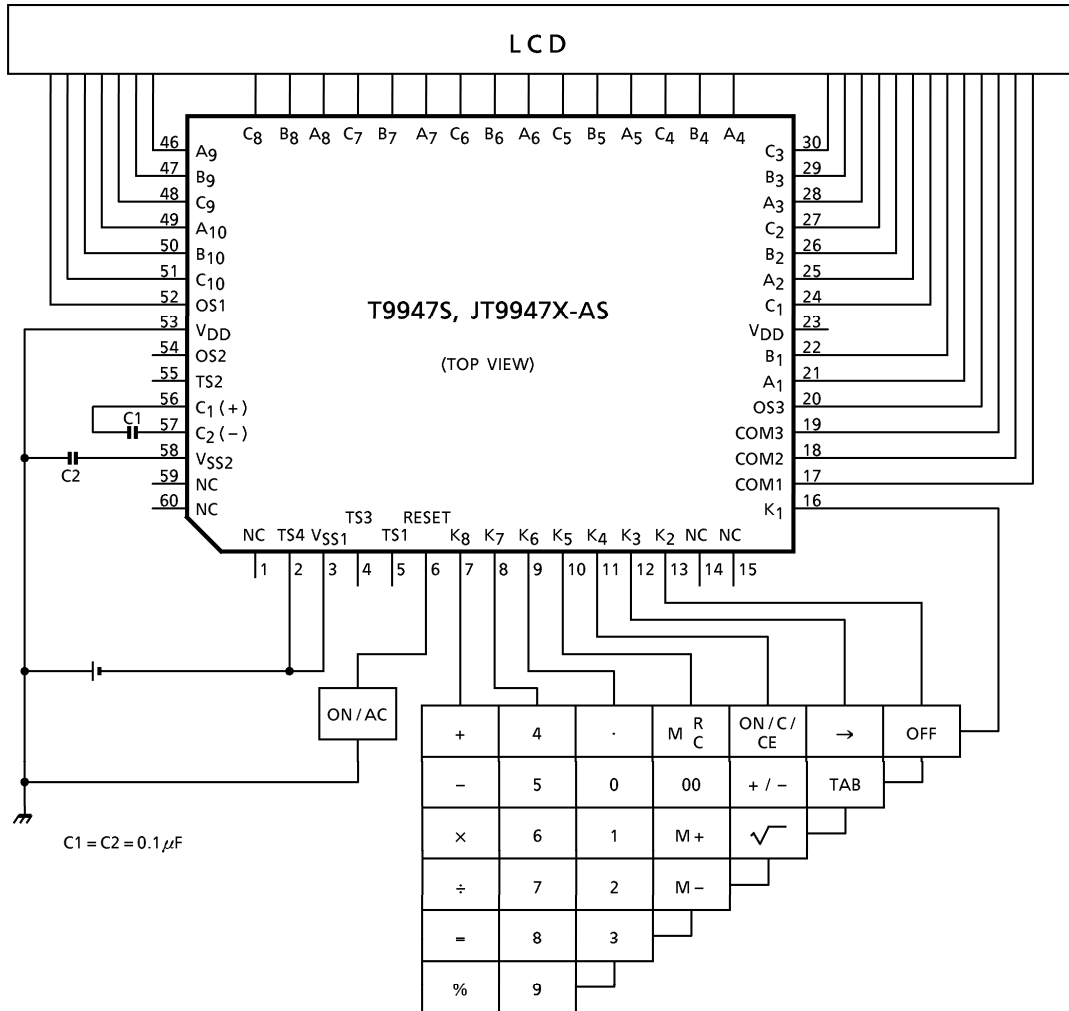 LCD
C8 B8 A8 C7 B7 A7 C6 B6 A6 C5 B5 A5 C4 B4 A4
46 A9
47 B9
48 C9
49 A10
50 B10
51 C10
52 OS1
53 VDD
54 OS2
55 TS2
56 C1 (+)
57 C2 (−)
58 VSS2
59 NC
60 NC
C1
C2
T9947S, JT9947X-AS
(TOP VIEW)
C3 30
B3 29
A3 28
C2 27
B2 26
A2 25
C1 24
VDD 23
B1 22
A1 21
OS3 20
COM3 19
COM2 18
COM1 17
K1 16
NC TS4 VSS1 TS3 TS1 RESET K8 K7 K6 K5 K4 K3 K2 NC NC
1 2 3 4 5 6 7 8 9 10 11 12 13 14 15
ON / AC
+ 4 · M R C ON / C / CE → OFF
− 5 0 00 + / − TAB
× 6 1 M + √
÷ 7 2 M −
= 8 3
% 9
C1 = C2 = 0.1 μF